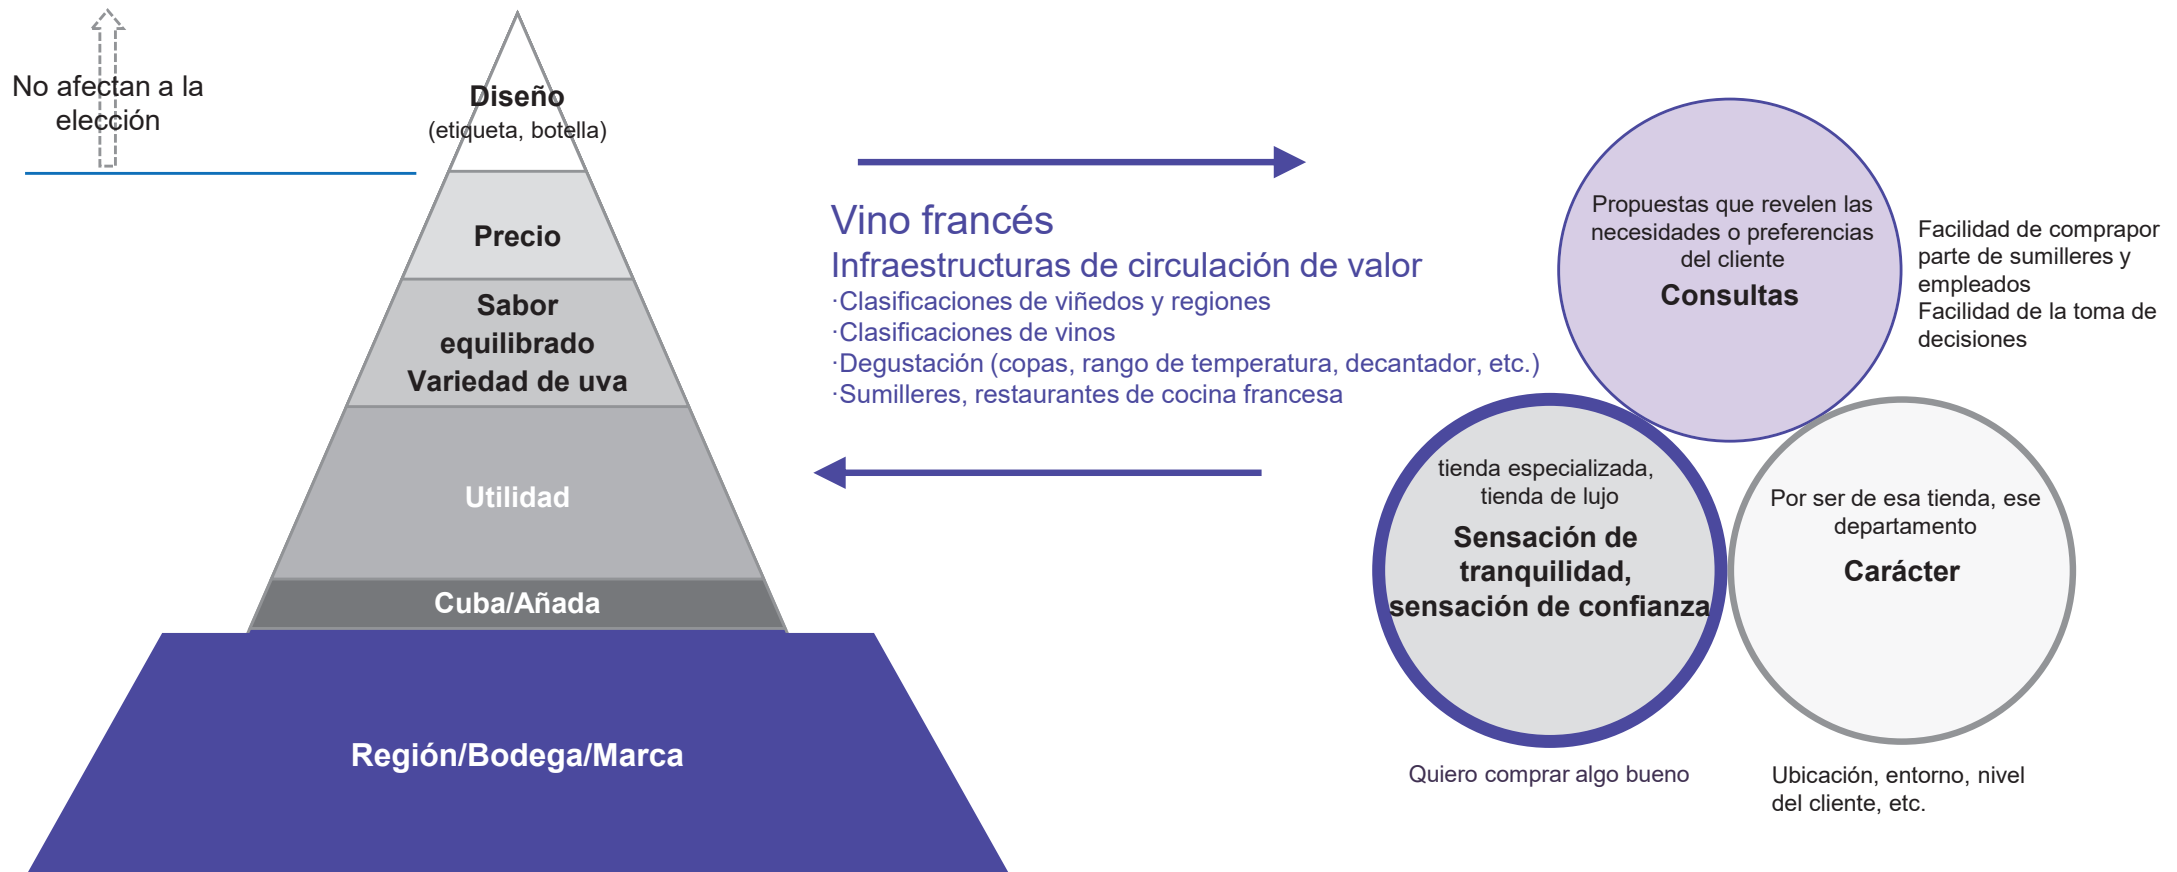 No afectan a la
elección
Diseño
(etiqueta, botella)
Precio
Sabor
equilibrado
Variedad de uva
Utilidad
Cuba/Añada
Región/Bodega/Marca
Vino francés
Infraestructuras de circulación de valor
·Clasificaciones de viñedos y regiones
·Clasificaciones de vinos
·Degustación (copas, rango de temperatura, decantador, etc.)
·Sumilleres, restaurantes de cocina francesa
Propuestas que revelen las
necesidades o preferencias
del cliente
Consultas
Facilidad de comprapor
parte de sumilleres y
empleados
Facilidad de la toma de
decisiones
tienda especializada,
tienda de lujo
Sensación de
tranquilidad,
sensación de confianza
Quiero comprar algo bueno
Por ser de esa tienda, ese
departamento
Carácter
Ubicación, entorno, nivel
del cliente, etc.